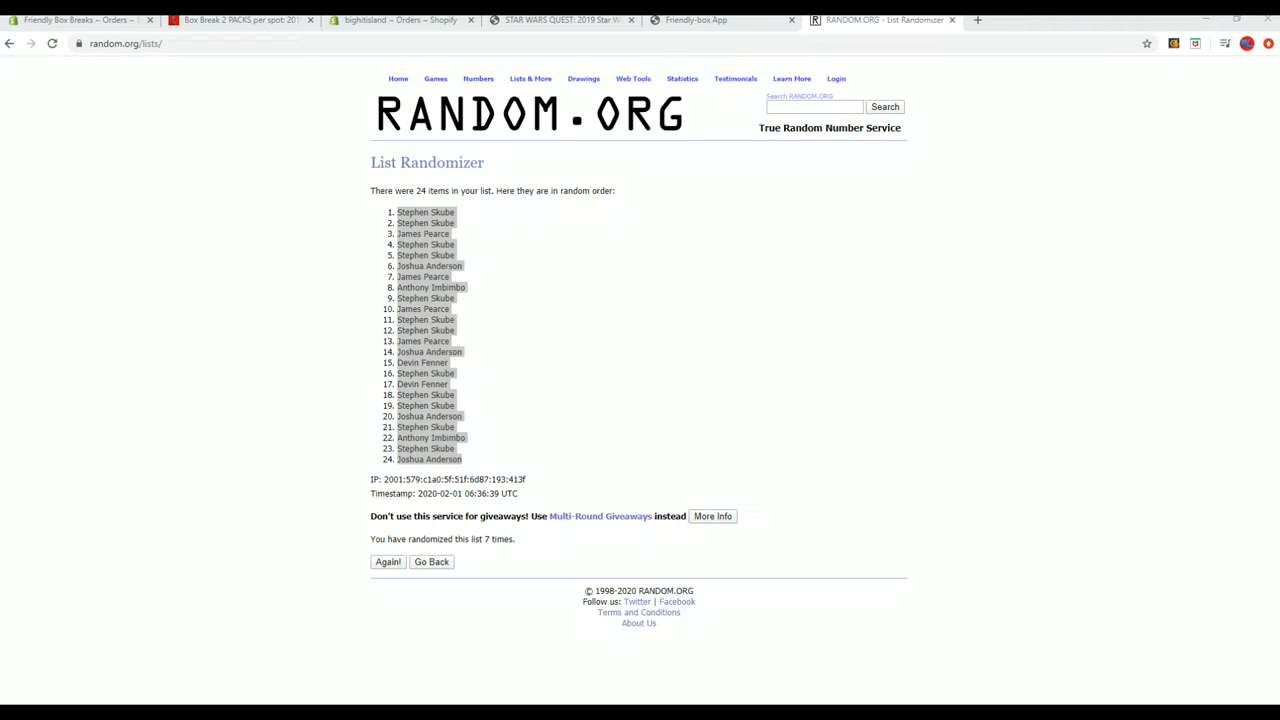 Friendly Box Breaks ~ Orders ~ S
Box Break 2 PACKS per spot: 201
bighitisland ~ Orders ~ Shopify
STAR WARS QUEST: 2019 Star W
Friendly-box App
RANDOM.ORG - List Randomizer
random.org/lists/
Home Games Numbers Lists & More Drawings Web Tools Statistics Testimonials Learn More Login
RANDOM.ORG
Search RANDOM.ORG
Search
True Random Number Service
List Randomizer
There were 24 items in your list. Here they are in random order:
1. Stephen Skube
2. Stephen Skube
3. James Pearce
4. Stephen Skube
5. Stephen Skube
6. Joshua Anderson
7. James Pearce
8. Anthony Imbimbo
9. Stephen Skube
10. James Pearce
11. Stephen Skube
12. Stephen Skube
13. James Pearce
14. Joshua Anderson
15. Devin Fenner
16. Stephen Skube
17. Devin Fenner
18. Stephen Skube
19. Stephen Skube
20. Joshua Anderson
21. Stephen Skube
22. Anthony Imbimbo
23. Stephen Skube
24. Joshua Anderson
IP: 2001:579:c1a0:5f:51f:6d87:193:413f
Timestamp: 2020-02-01 06:36:39 UTC
Don't use this service for giveaways! Use Multi-Round Giveaways instead More Info
You have randomized this list 7 times.
Again! Go Back
© 1998-2020 RANDOM.ORG
Follow us: Twitter | Facebook
Terms and Conditions
About Us